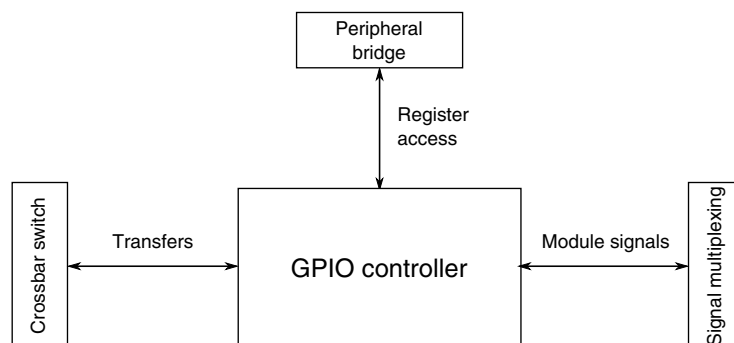 Peripheral
bridge
Register
access
Crossbar switch
Transfers
GPIO controller
Module signals
Signal multiplexing